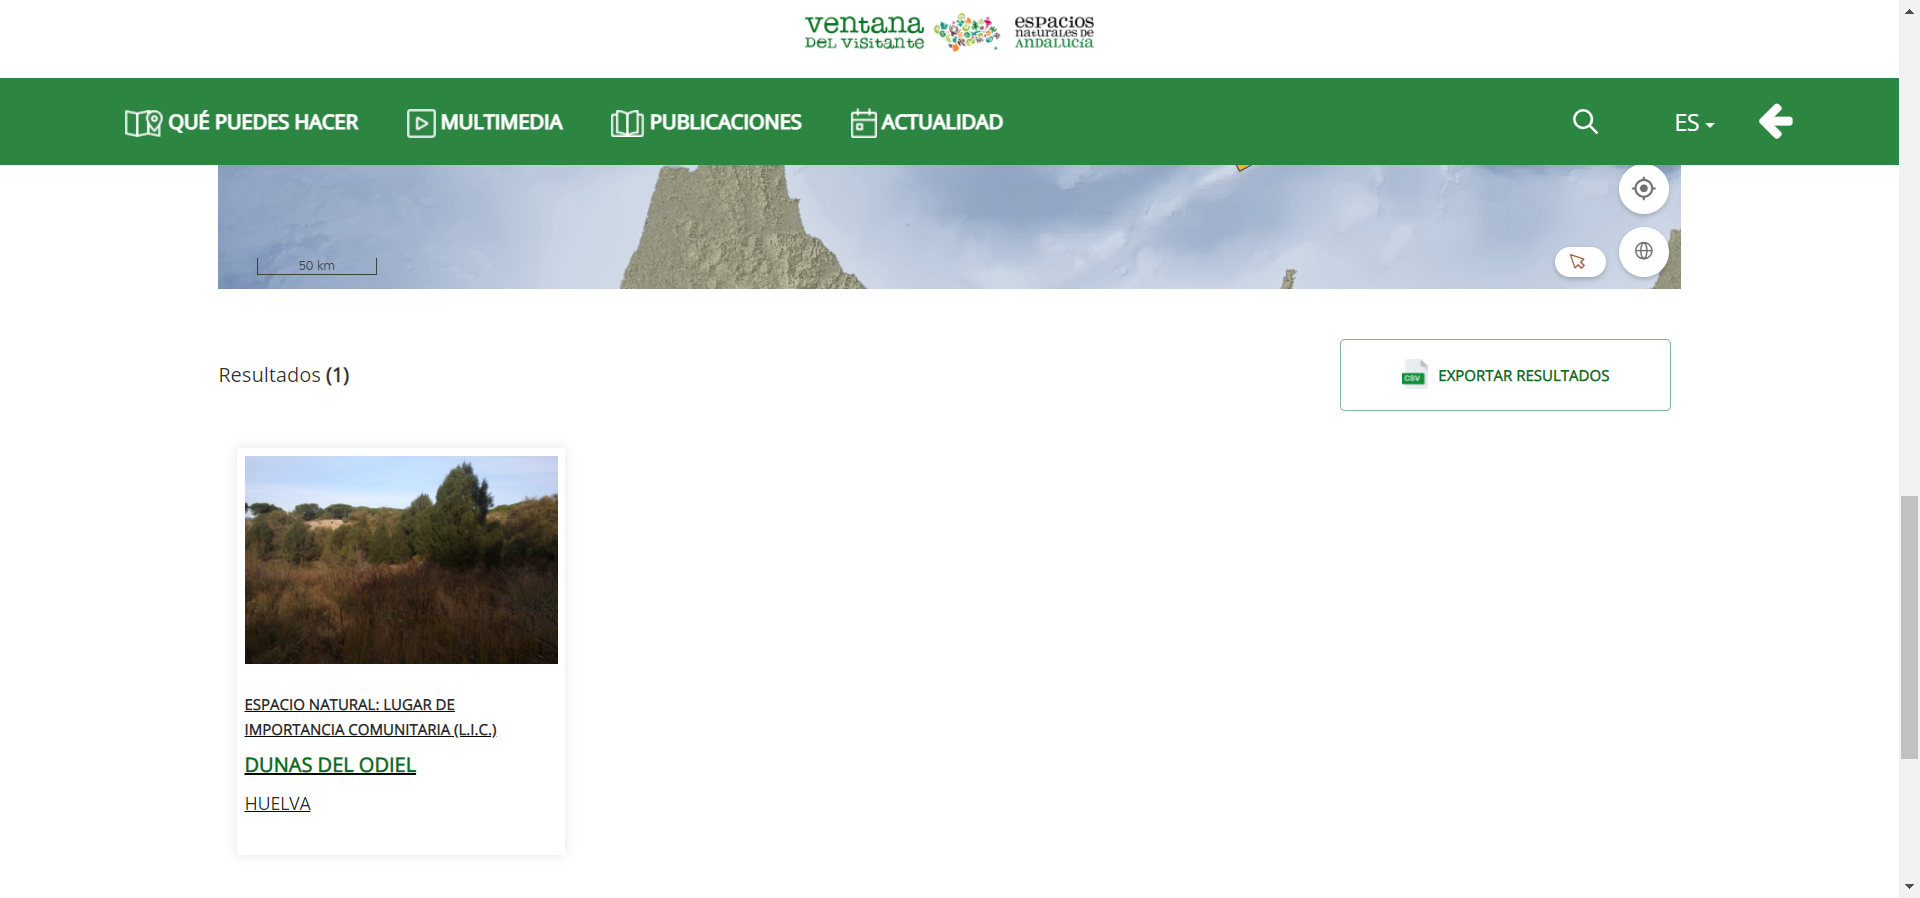 ventana
DEL VISITANTE
espacios
naturales de
ANDALUCÍA
QUÉ PUEDES HACER
MULTIMEDIA
PUBLICACIONES
ACTUALIDAD
ES
50 km
Resultados (1)
CSV
EXPORTAR RESULTADOS
ESPACIO NATURAL: LUGAR DE
IMPORTANCIA COMUNITARIA (L.I.C.)
DUNAS DEL ODIEL
HUELVA